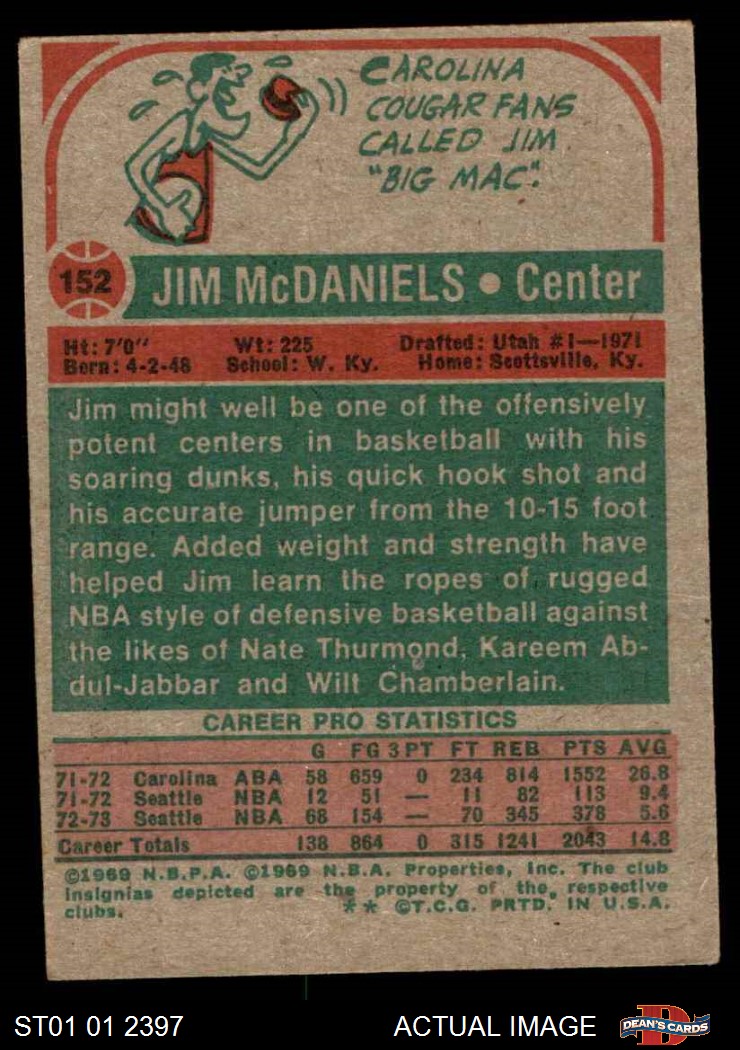 CAROLINA
COUGAR FANS
CALLED JIM
"BIG MAC".
152 JIM McDANIELS • Center
Ht: 7'0" Wt: 225 Drafted: Utah #1—1971
Born: 4-2-48 School: W. Ky. Home: Scottsville, Ky.
Jim might well be one of the offensively
potent centers in basketball with his
soaring dunks, his quick hook shot and
his accurate jumper from the 10-15 foot
range. Added weight and strength have
helped Jim learn the ropes of rugged
NBA style of defensive basketball against
the likes of Nate Thurmond, Kareem Ab-
dul-Jabbar and Wilt Chamberlain.
CAREER PRO STATISTICS
G FG 3 PT FT REB PTS AVG
71-72 Carolina ABA 58 659 0 234 814 1552 26.8
71-72 Seattle NBA 12 51 — 11 82 113 9.4
72-73 Seattle NBA 68 154 — 70 345 378 5.6
Career Totals 138 864 0 315 1241 2043 14.8
©1969 N.B.P.A. ©1969 N.B.A. Properties, Inc. The club
insignias depicted are the property of the respective
clubs. ** ©T.C.G. PRTD. IN U.S.A.
ST01 01 2397 ACTUAL IMAGE D DEAN'S CARDS